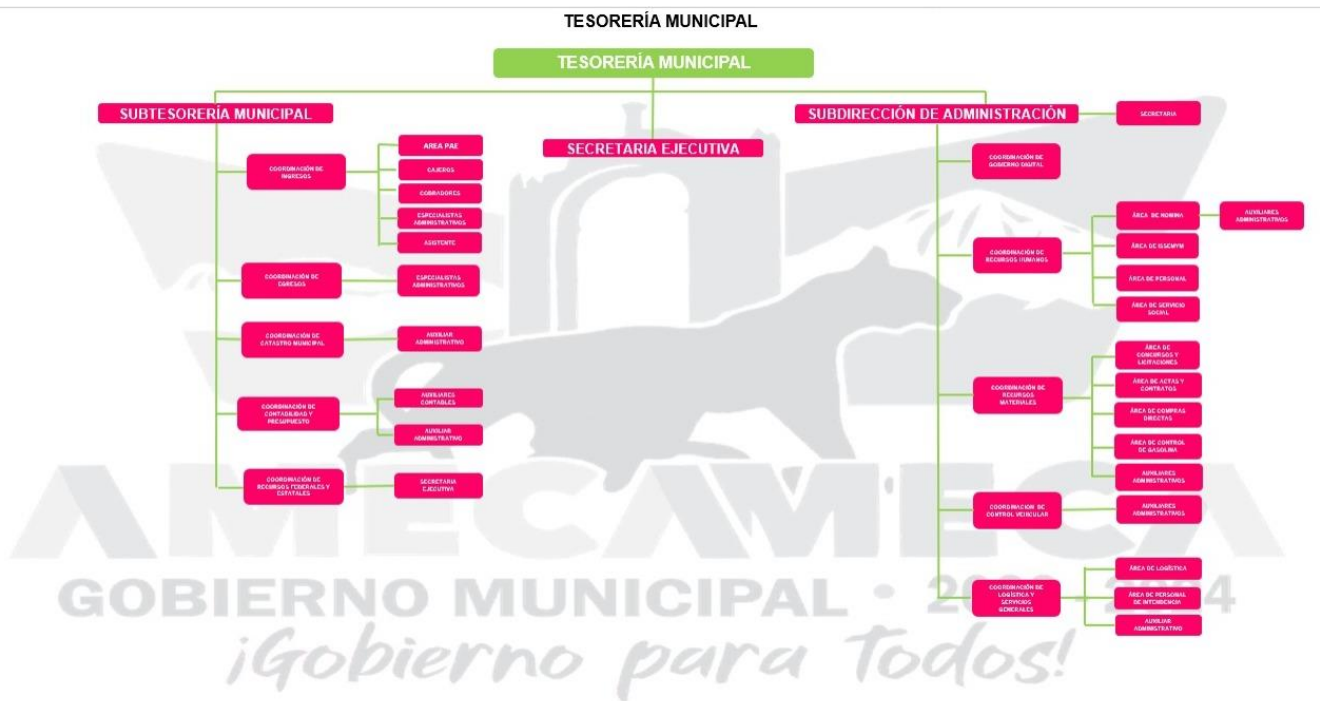 TESORERÍA MUNICIPAL
TESORERÍA MUNICIPAL
SUBTESORERÍA MUNICIPAL
COORDINACIÓN DE
INGRESOS
AREA PAE
CAJEROS
COBRADORES
ESPECIALISTAS
ADMINISTRATIVOS
ASISTENTE
COORDINACIÓN DE
EGRESOS
ESPECIALISTAS
ADMINISTRATIVOS
COORDINACIÓN DE
CATASTRO MUNICIPAL
AUXILIAR
ADMINISTRATIVO
COORDINACIÓN DE
CONTABILIDAD Y
PRESUPUESTO
AUXILIARES
CONTABLES
AUXILIAR
ADMINISTRATIVO
COORDINACIÓN DE
RECURSOS FEDERALES Y
ESTATALES
SECRETARIA
EJECUTIVA
SECRETARIA EJECUTIVA
SUBDIRECCIÓN DE ADMINISTRACIÓN
SECRETARIA
COORDINACIÓN DE
GOBIERNO DIGITAL
COORDINACIÓN DE
RECURSOS HUMANOS
ÁREA DE NOMINA
AUXILIARES
ADMINISTRATIVOS
ÁREA DE ISSEMYM
ÁREA DE PERSONAL
ÁREA DE SERVICIO
SOCIAL
COORDINACIÓN DE
RECURSOS
MATERIALES
ÁREA DE
CONCURSOS Y
LICITACIONES
ÁREA DE ACTAS Y
CONTRATOS
ÁREA DE COMPRAS
DIRECTAS
ÁREA DE CONTROL
DE GASOLINA
AUXILIARES
ADMINISTRATIVOS
COORDINACIÓN DE
CONTROL VEHICULAR
AUXILIARES
ADMINISTRATIVOS
COORDINACIÓN DE
LOGÍSTICA Y
SERVICIOS
GENERALES
ÁREA DE LOGÍSTICA
ÁREA DE PERSONAL
DE INTENDENCIA
AUXILIAR
ADMINISTRATIVO
AMECAMECA
GOBIERNO MUNICIPAL •
¡Gobierno para Todos!